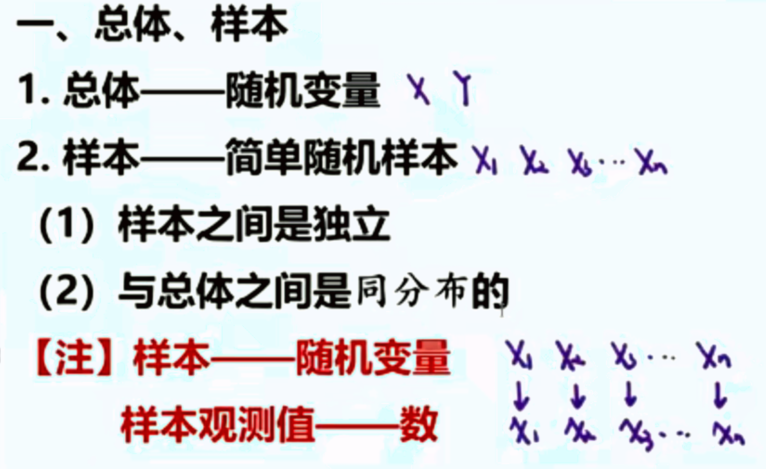 一、总体、样本
1. 总体——随机变量 X Y
2. 样本——简单随机样本 X₁ X₂ X₃ ⋯ Xₙ
（1）样本之间是独立
（2）与总体之间是同分布的
【注】样本——随机变量 X₁ X₂ X₃ ⋯ Xₙ
↓ ↓ ↓ ↓
样本观测值——数 x₁ x₂ x₃ ⋯ xₙ